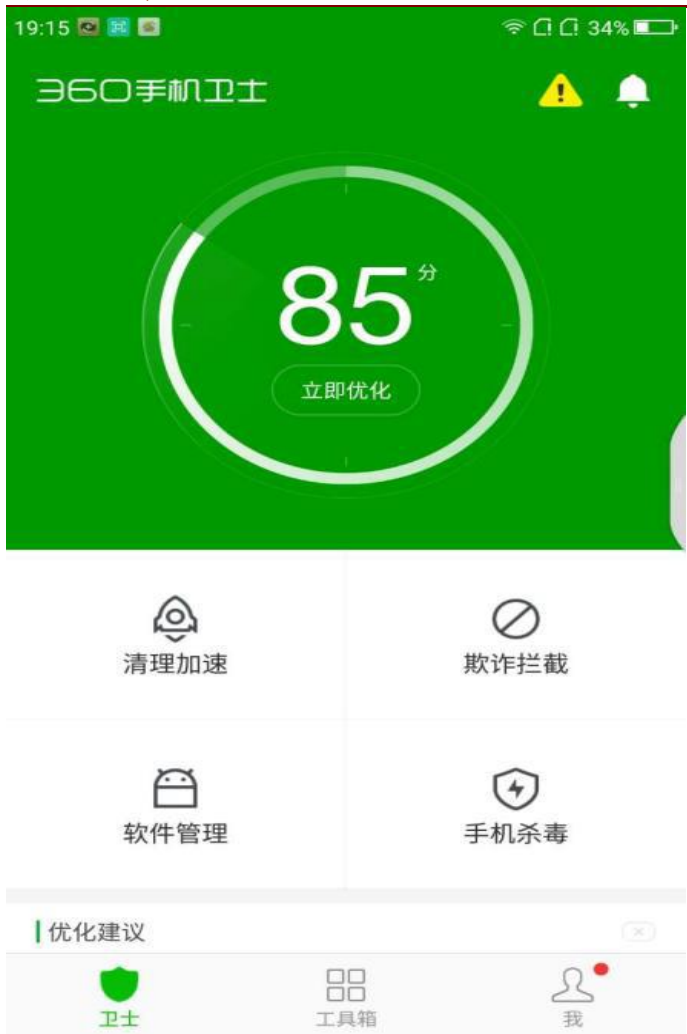 19:15 34%
360手机卫士
85分
立即优化
清理加速 欺诈拦截
软件管理 手机杀毒
优化建议
卫士 工具箱 我